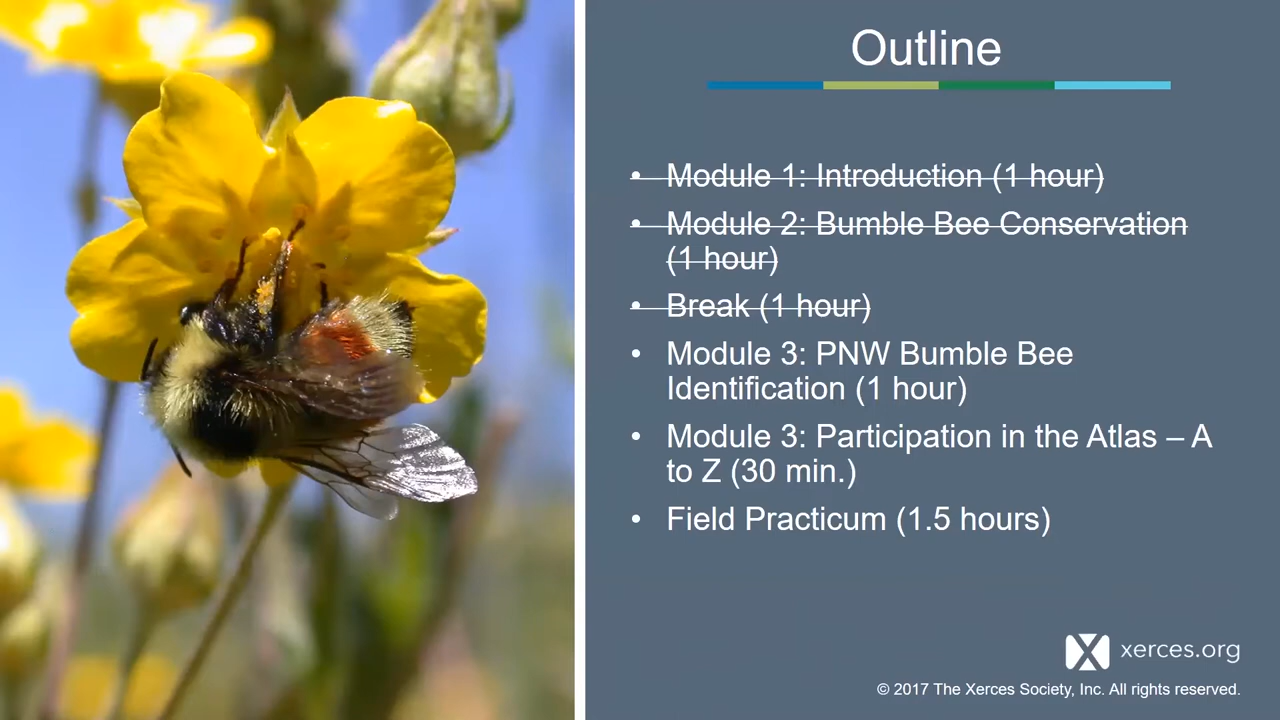 Outline
• Module 1: Introduction (1 hour)
• Module 2: Bumble Bee Conservation
(1 hour)
• Break (1 hour)
• Module 3: PNW Bumble Bee
Identification (1 hour)
• Module 3: Participation in the Atlas – A
to Z (30 min.)
• Field Practicum (1.5 hours)
xerces.org
© 2017 The Xerces Society, Inc. All rights reserved.